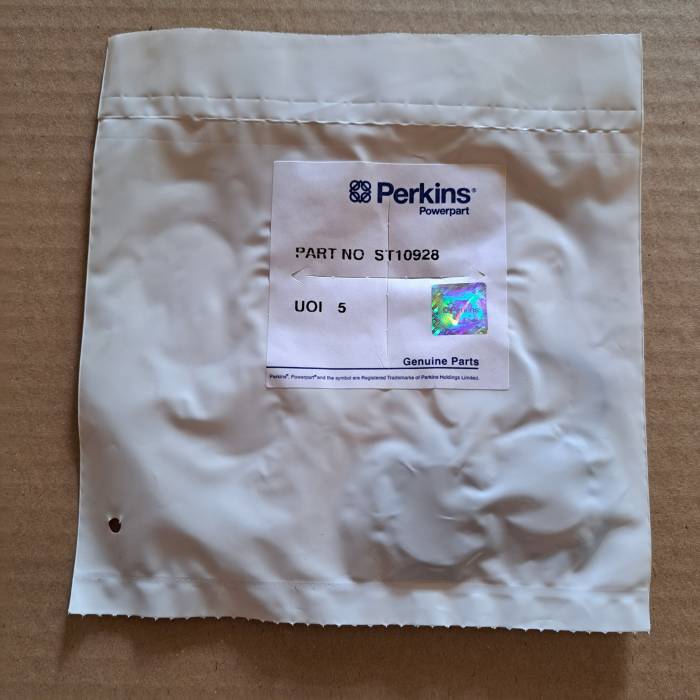 Perkins®
Powerpart
PART NO ST10928
UOI 5
Perkins
Genuine Parts
Perkins®, Powerpart® and the symbol are Registered Trademarks of Perkins Holdings Limited.